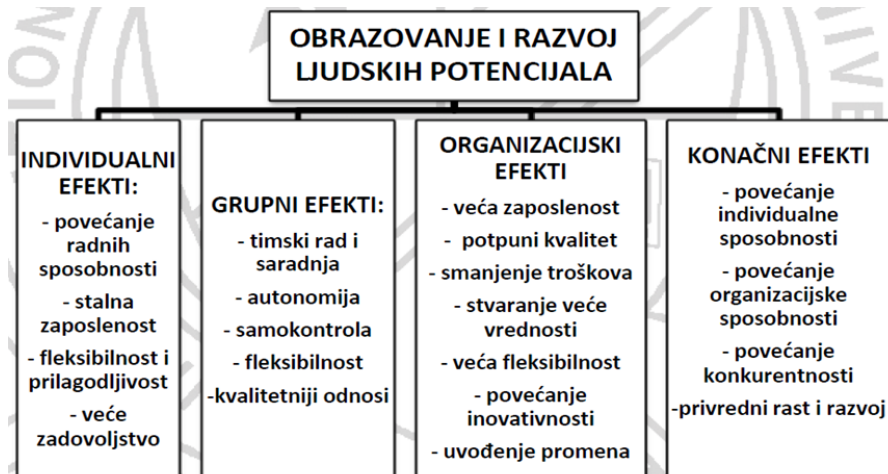 OBRAZOVANJE I RAZVOJ
LJUDSKIH POTENCIJALA
INDIVIDUALNI
EFEKTI:
- povećanje
radnih
sposobnosti
- stalna
zaposlenost
- fleksibilnost i
prilagodljivost
- veće
zadovoljstvo
GRUPNI EFEKTI:
- timski rad i
saradnja
- autonomija
- samokontrola
- fleksibilnost
-kvalitetniji odnosi
ORGANIZACIJSKI
EFEKTI
- veća zaposlenost
- potpuni kvalitet
- smanjenje troškova
- stvaranje veće
vrednosti
- veća fleksibilnost
- povećanje
inovativnosti
- uvođenje promena
KONAČNI EFEKTI
- povećanje
individualne
sposobnosti
- povećanje
organizacijske
sposobnosti
- povećanje
konkurentnosti
-privredni rast i razvoj